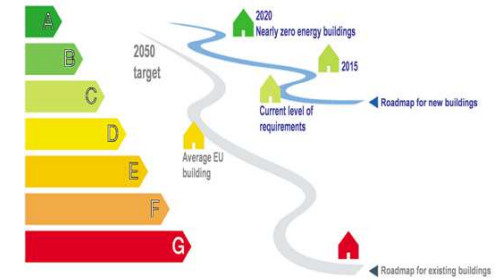 A
2020
Nearly zero energy buildings
2050
target
B
2015
C
Current level of
requirements
Roadmap for new buildings
D
Average EU
building
E
F
G
Roadmap for existing buildings